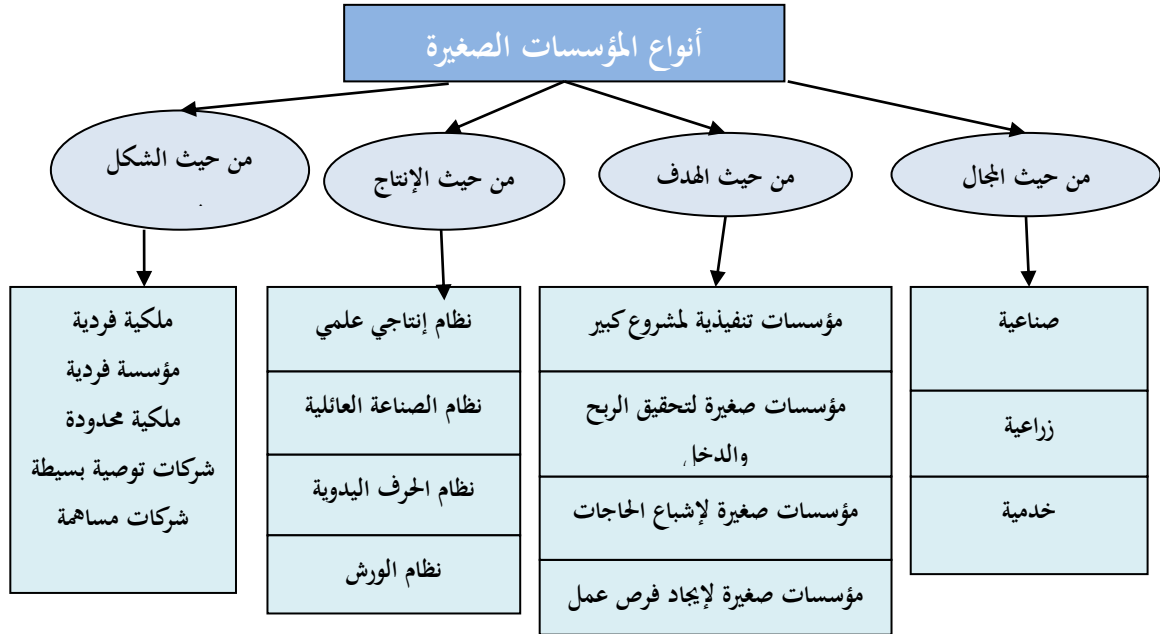 أنواع المؤسسات الصغيرة
من حيث المجال
من حيث الهدف
من حيث الإنتاج
من حيث الشكل
صناعية
زراعية
خدمية
مؤسسات تنفيذية لمشروع كبير
مؤسسات صغيرة لتحقيق الربح
والدخل
مؤسسات صغيرة لإشباع الحاجات
مؤسسات صغيرة لإيجاد فرص عمل
نظام إنتاجي علمي
نظام الصناعة العائلية
نظام الحرف اليدوية
نظام الورش
ملكية فردية
مؤسسة فردية
ملكية محدودة
شركات توصية بسيطة
شركات مساهمة